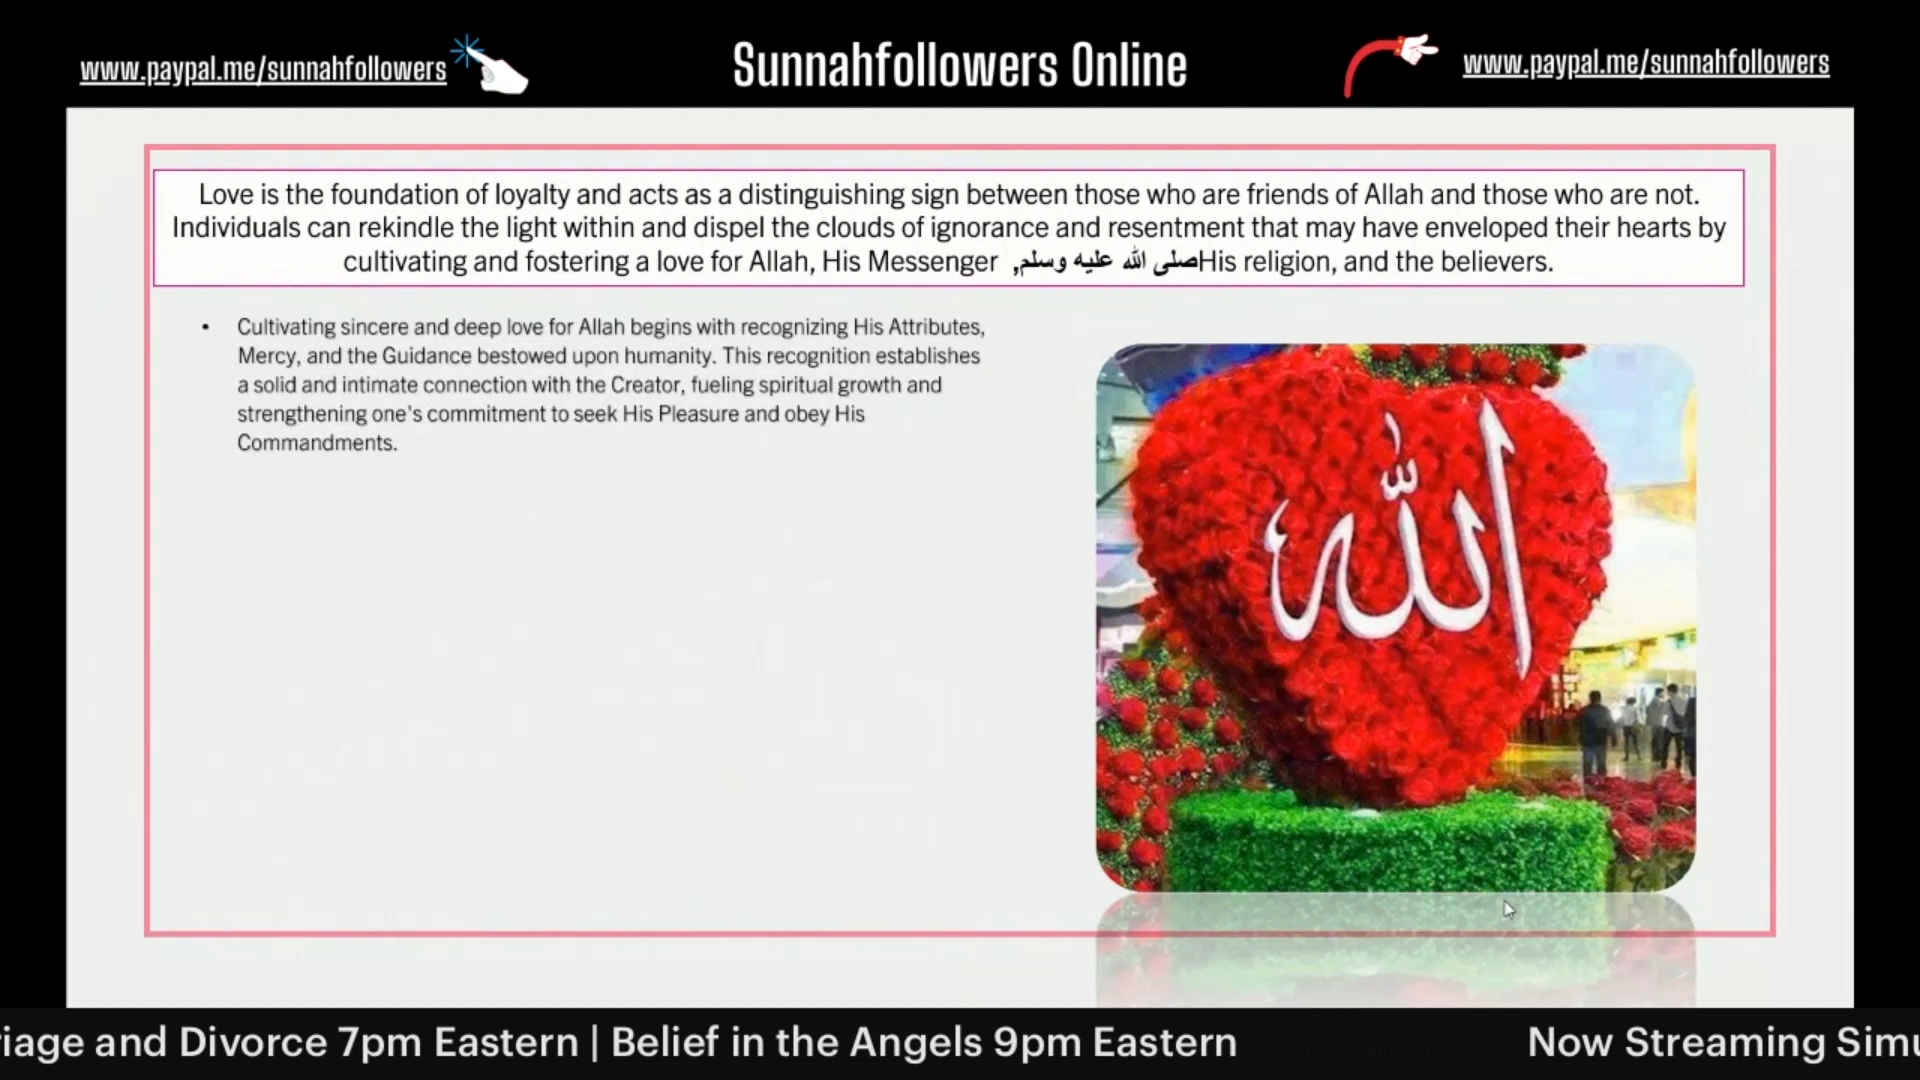 www.paypal.me/sunnahfollowers
Sunnahfollowers Online
www.paypal.me/sunnahfollowers
Love is the foundation of loyalty and acts as a distinguishing sign between those who are friends of Allah and those who are not.
Individuals can rekindle the light within and dispel the clouds of ignorance and resentment that may have enveloped their hearts by
cultivating and fostering a love for Allah, His Messenger صلى الله عليه وسلم, His religion, and the believers.
• Cultivating sincere and deep love for Allah begins with recognizing His Attributes,
Mercy, and the Guidance bestowed upon humanity. This recognition establishes
a solid and intimate connection with the Creator, fueling spiritual growth and
strengthening one's commitment to seek His Pleasure and obey His
Commandments.
الله
iage and Divorce 7pm Eastern | Belief in the Angels 9pm Eastern
Now Streaming Simu